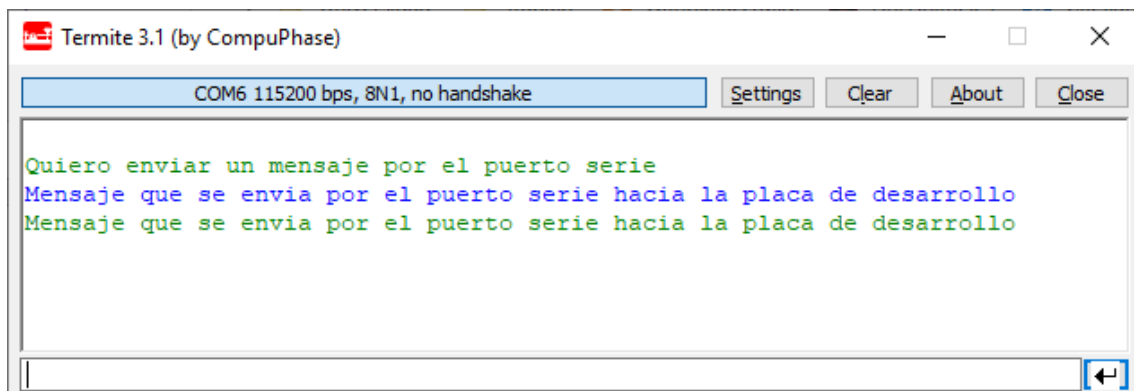 Termite 3.1 (by CompuPhase)
COM6 115200 bps, 8N1, no handshake
Settings
Clear
About
Close
Quiero enviar un mensaje por el puerto serie
Mensaje que se envia por el puerto serie hacia la placa de desarrollo
Mensaje que se envia por el puerto serie hacia la placa de desarrollo